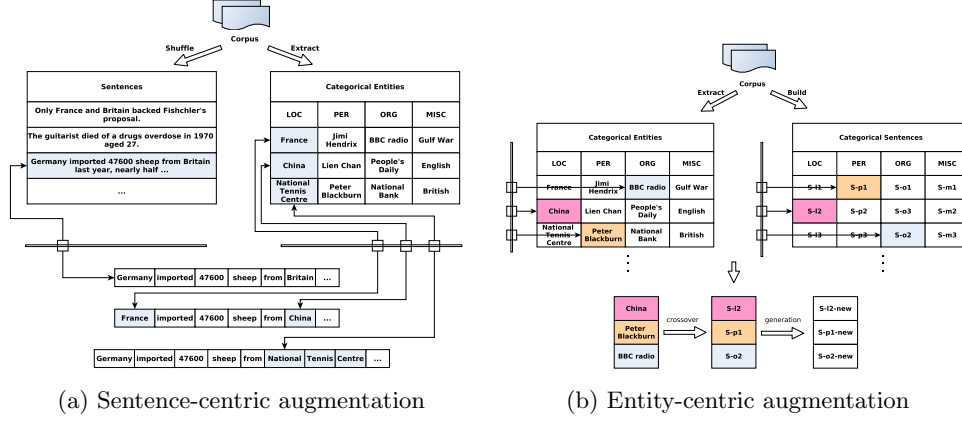 Corpus
Shuffle
Extract
Sentences
Only France and Britain backed Fishchler's
proposal.
The guitarist died of a drugs overdose in 1970
aged 27.
Germany imported 47600 sheep from Britain
last year, nearly half ...
...
Categorical Entities
LOC PER ORG MISC
France Jimi Hendrix BBC radio Gulf War
China Lien Chan People's Daily English
National Tennis Centre Peter Blackburn National Bank British
Germany imported 47600 sheep from Britain ...
France imported 47600 sheep from China ...
Germany imported 47600 sheep from National Tennis Centre ...
(a) Sentence-centric augmentation
Corpus
Extract
Build
Categorical Entities
LOC PER ORG MISC
France Jimi Hendrix BBC radio Gulf War
China Lien Chan People's Daily English
National Tennis Centre Peter Blackburn National Bank British
Categorical Sentences
LOC PER ORG MISC
S-l1 S-p1 S-o1 S-m1
S-l2 S-p2 S-o3 S-m2
S-l3 S-p3 S-o2 S-m3
China
Peter
Blackburn
BBC radio
crossover
S-l2
S-p1
S-o2
generation
S-l2-new
S-p1-new
S-o2-new
(b) Entity-centric augmentation